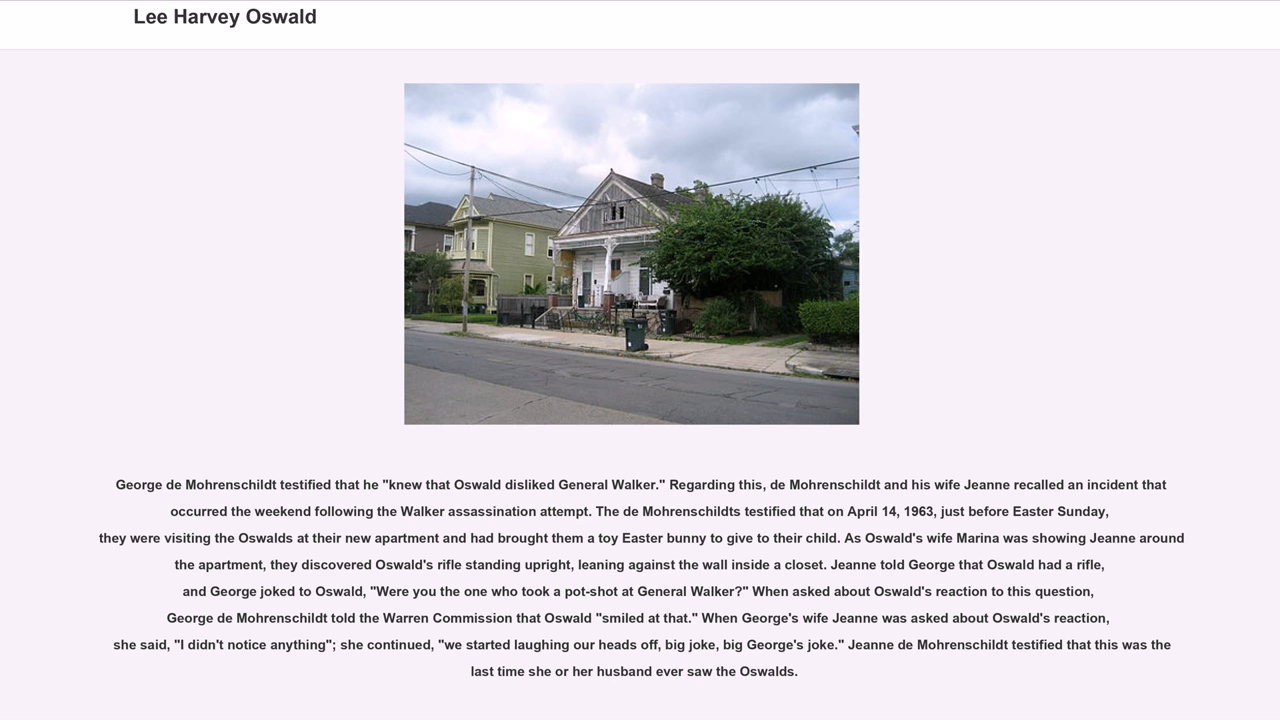 Lee Harvey Oswald
George de Mohrenschildt testified that he "knew that Oswald disliked General Walker." Regarding this, de Mohrenschildt and his wife Jeanne recalled an incident that
occurred the weekend following the Walker assassination attempt. The de Mohrenschildts testified that on April 14, 1963, just before Easter Sunday,
they were visiting the Oswalds at their new apartment and had brought them a toy Easter bunny to give to their child. As Oswald's wife Marina was showing Jeanne around
the apartment, they discovered Oswald's rifle standing upright, leaning against the wall inside a closet. Jeanne told George that Oswald had a rifle,
and George joked to Oswald, "Were you the one who took a pot-shot at General Walker?" When asked about Oswald's reaction to this question,
George de Mohrenschildt told the Warren Commission that Oswald "smiled at that." When George's wife Jeanne was asked about Oswald's reaction,
she said, "I didn't notice anything"; she continued, "we started laughing our heads off, big joke, big George's joke." Jeanne de Mohrenschildt testified that this was the
last time she or her husband ever saw the Oswalds.